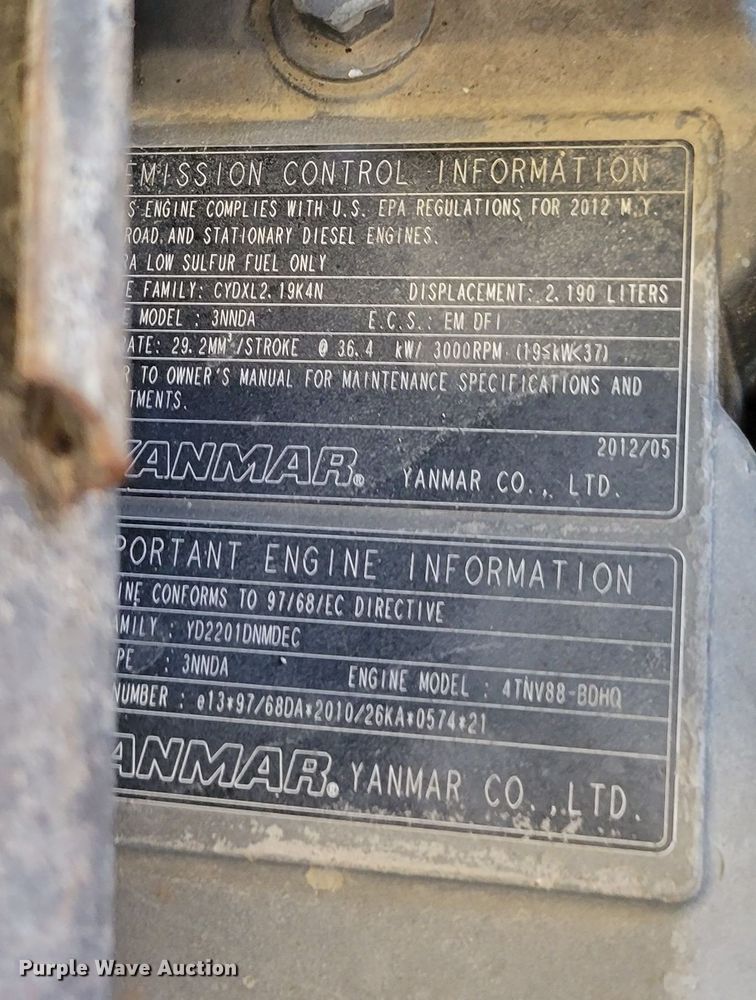 EMISSION CONTROL INFORMATION
S ENGINE COMPLIES WITH U.S. EPA REGULATIONS FOR 2012 M.Y.
ROAD AND STATIONARY DIESEL ENGINES.
A LOW SULFUR FUEL ONLY
E FAMILY: CYDXL2.19K4N DISPLACEMENT: 2.190 LITERS
E MODEL : 3NNDA E.C.S.: EM DFI
ATE: 29.2MM³/STROKE @ 36.4 kW/ 3000RPM (19≤kW<37)
R TO OWNER'S MANUAL FOR MAINTENANCE SPECIFICATIONS AND
TMENTS.
2012/05
YANMAR® YANMAR CO., LTD.
PORTANT ENGINE INFORMATION
INE CONFORMS TO 97/68/EC DIRECTIVE
MILY : YD2201DNMDEC
PE : 3NNDA ENGINE MODEL : 4TNV88-BDHQ
NUMBER : e13*97/68DA*2010/26KA*0574*21
ANMAR® YANMAR CO., LTD.
Purple Wave Auction